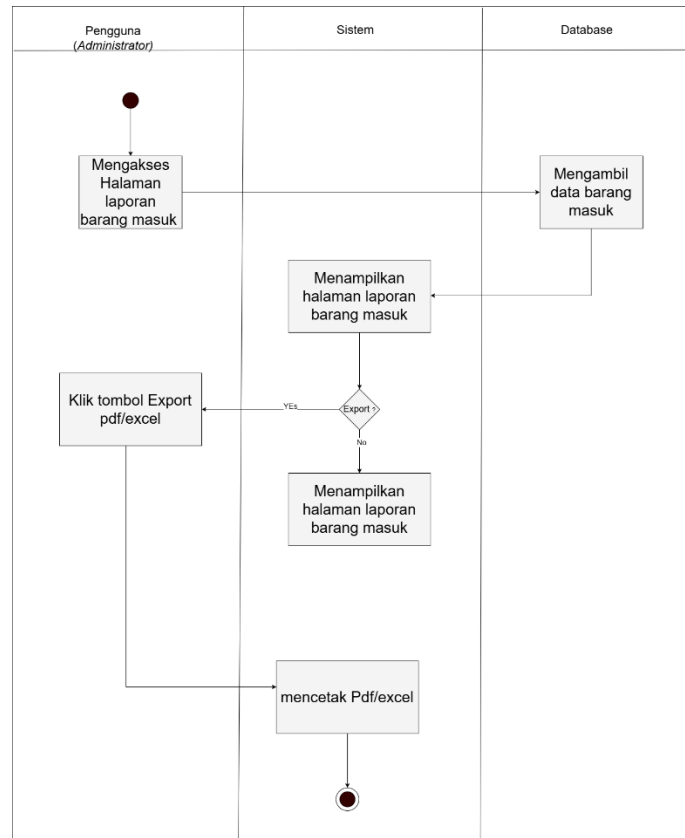 Pengguna
(Administrator)
Sistem
Database
Mengakses
Halaman
laporan
barang masuk
Mengambil
data barang
masuk
Menampilkan
halaman laporan
barang masuk
Klik tombol Export
pdf/excel
YEs
Export ?
No
Menampilkan
halaman laporan
barang masuk
mencetak Pdf/excel